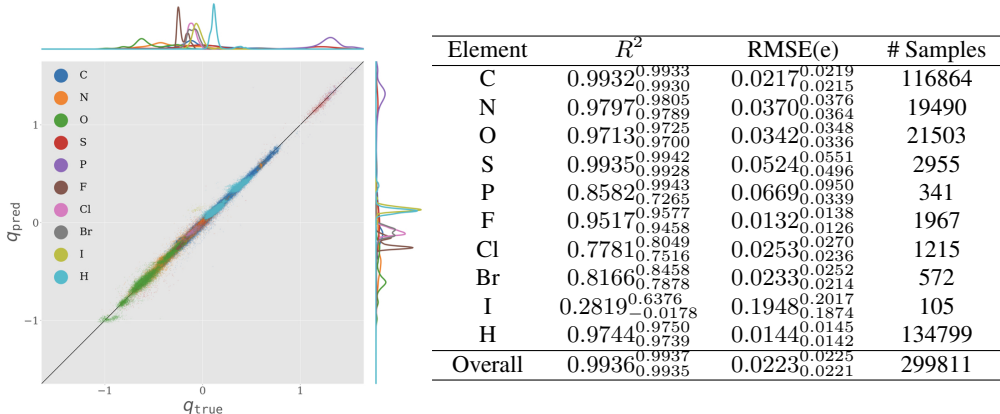 C
N
O
S
P
F
Cl
Br
I
H
1
0
−1
−1
0
1
q_pred
q_true
Element R² RMSE(e) # Samples
C 0.9932^{0.9933}_{0.9930} 0.0217^{0.0219}_{0.0215} 116864
N 0.9797^{0.9805}_{0.9789} 0.0370^{0.0376}_{0.0364} 19490
O 0.9713^{0.9725}_{0.9700} 0.0342^{0.0348}_{0.0336} 21503
S 0.9935^{0.9942}_{0.9928} 0.0524^{0.0551}_{0.0496} 2955
P 0.8582^{0.9943}_{0.7265} 0.0669^{0.0950}_{0.0339} 341
F 0.9517^{0.9577}_{0.9458} 0.0132^{0.0138}_{0.0126} 1967
Cl 0.7781^{0.8049}_{0.7516} 0.0253^{0.0270}_{0.0236} 1215
Br 0.8166^{0.8458}_{0.7878} 0.0233^{0.0252}_{0.0214} 572
I 0.2819^{0.6376}_{−0.0178} 0.1948^{0.2017}_{0.1874} 105
H 0.9744^{0.9750}_{0.9739} 0.0144^{0.0145}_{0.0142} 134799
Overall 0.9936^{0.9937}_{0.9935} 0.0223^{0.0225}_{0.0221} 299811